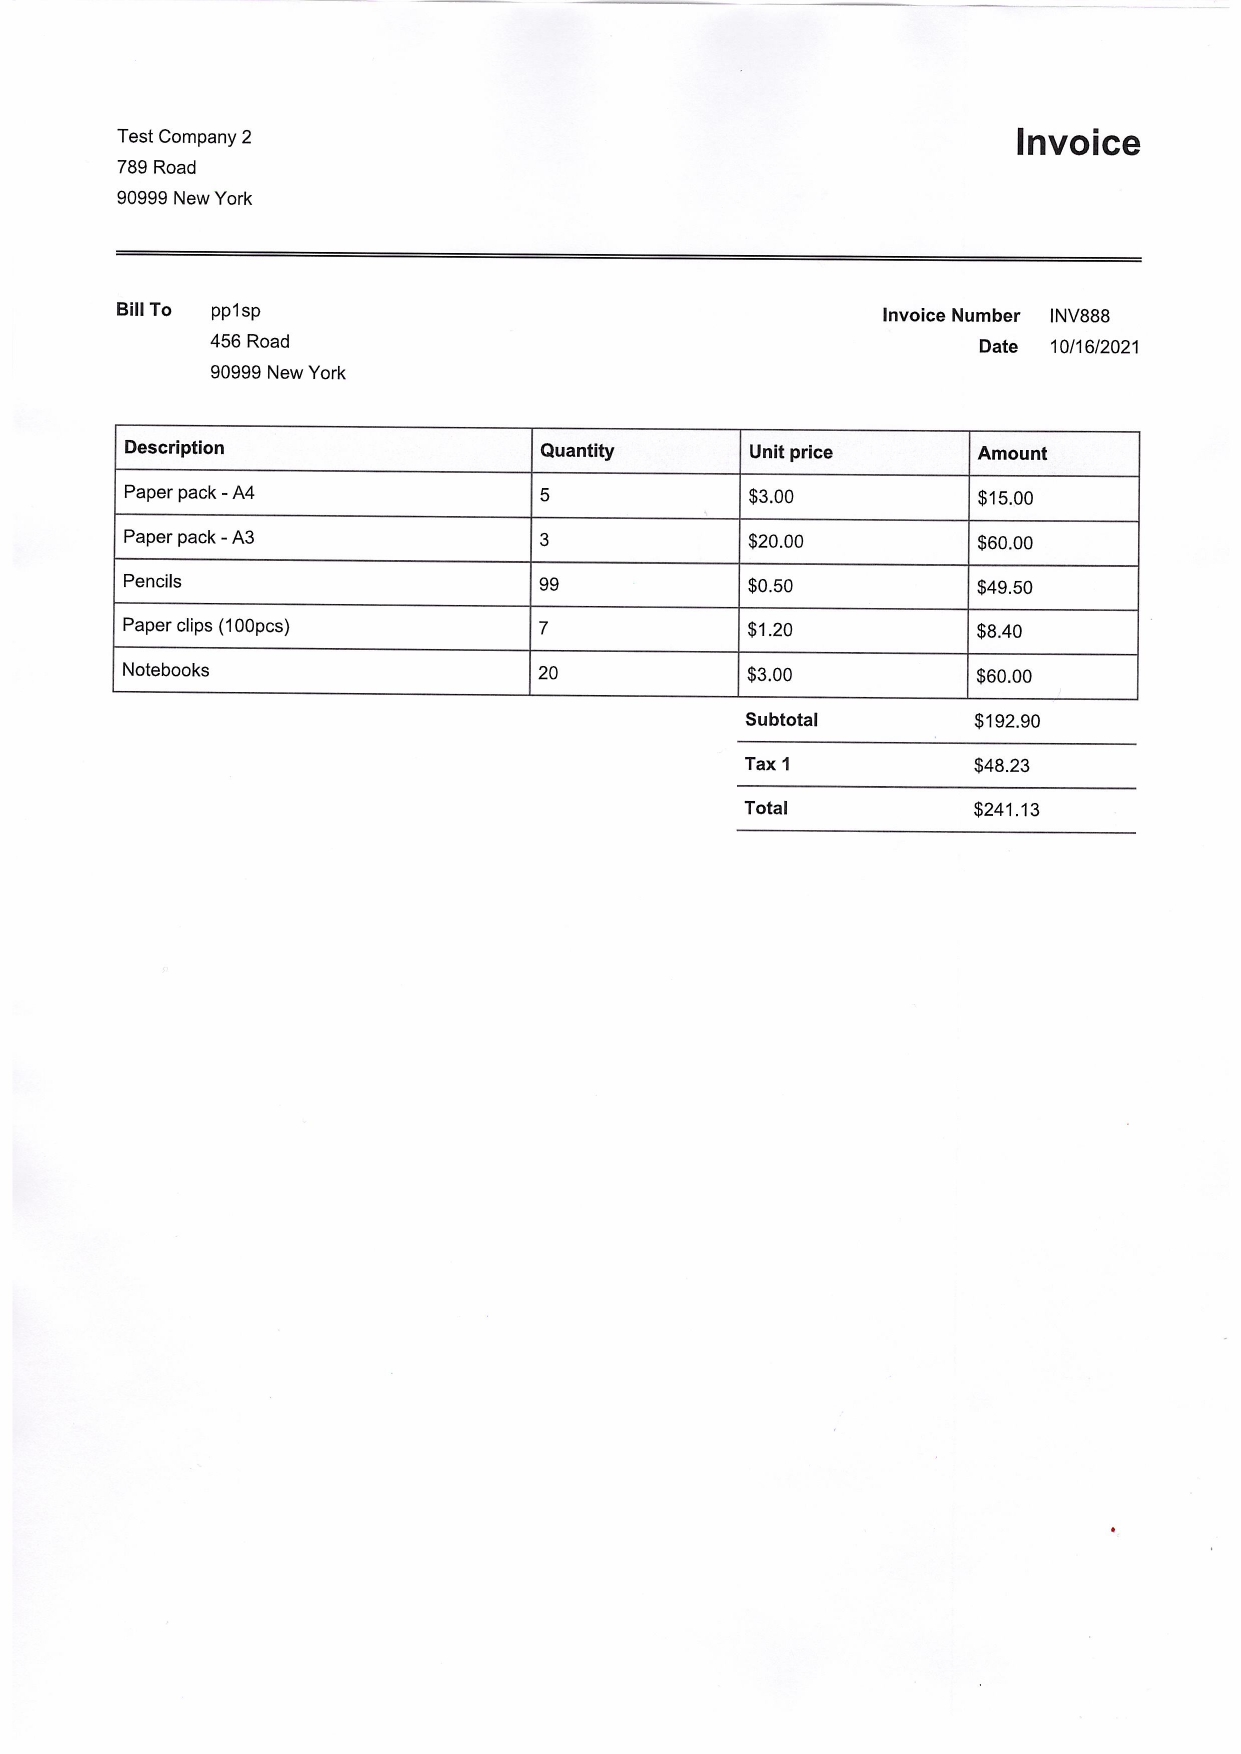 Test Company 2
789 Road
90999 New York
Invoice
Bill To pp1sp
456 Road
90999 New York
Invoice Number INV888
Date 10/16/2021
Description Quantity Unit price Amount
Paper pack - A4 5 $3.00 $15.00
Paper pack - A3 3 $20.00 $60.00
Pencils 99 $0.50 $49.50
Paper clips (100pcs) 7 $1.20 $8.40
Notebooks 20 $3.00 $60.00
Subtotal $192.90
Tax 1 $48.23
Total $241.13